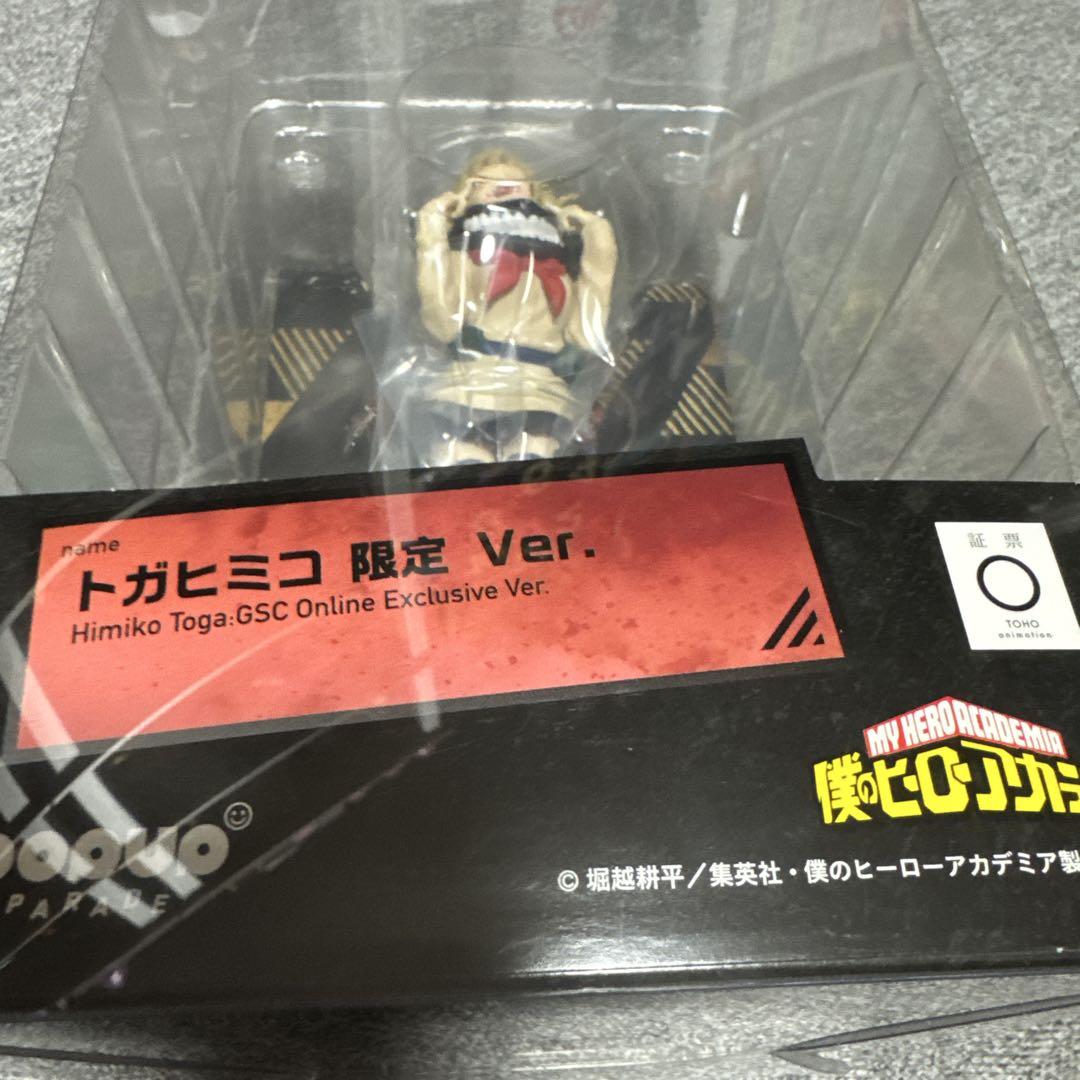 name
トガヒミコ 限定 Ver.
Himiko Toga:GSC Online Exclusive Ver.
証 票
TOHO
animation
MY HERO ACADEMIA
僕のヒーローアカデ
PARADE
© 堀越耕平／集英社・僕のヒーローアカデミア製